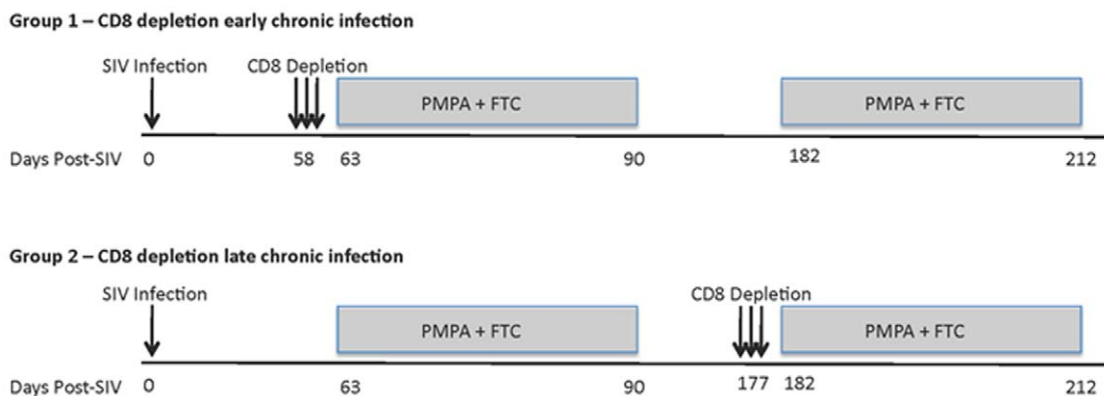 Group 1 – CD8 depletion early chronic infection
SIV Infection CD8 Depletion
PMPA + FTC PMPA + FTC
Days Post-SIV 0 58 63 90 182 212
Group 2 – CD8 depletion late chronic infection
SIV Infection CD8 Depletion
PMPA + FTC PMPA + FTC
Days Post-SIV 0 63 90 177 182 212